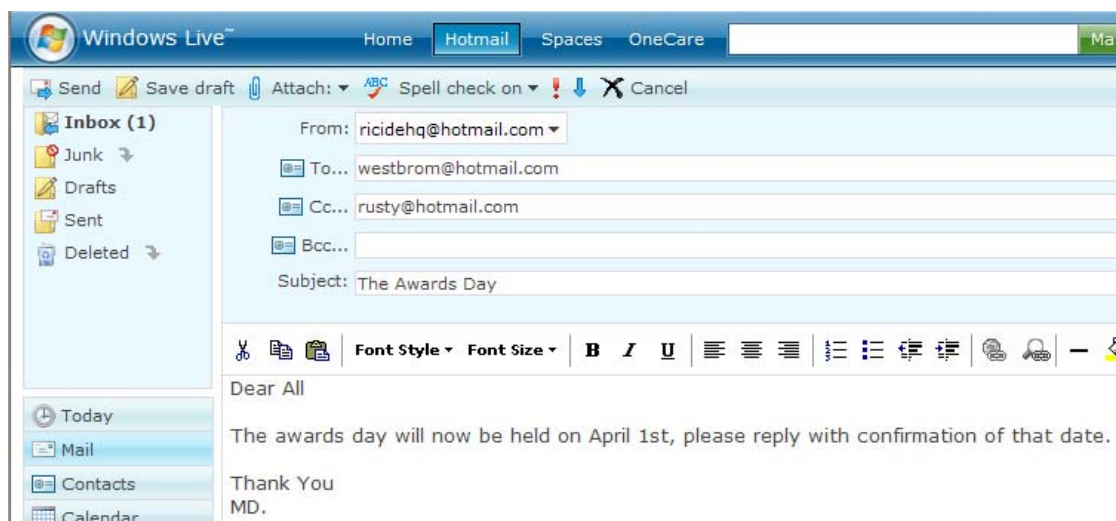 Windows Live™ Home Hotmail Spaces OneCare Ma
Send Save draft Attach: ABC Spell check on Cancel
Inbox (1)
Junk
Drafts
Sent
Deleted
From: ricidehq@hotmail.com
To... westbrom@hotmail.com
Cc... rusty@hotmail.com
Bcc...
Subject: The Awards Day
Font Style Font Size B I U
Dear All
The awards day will now be held on April 1st, please reply with confirmation of that date.
Thank You
MD.
Today
Mail
Contacts
Calendar